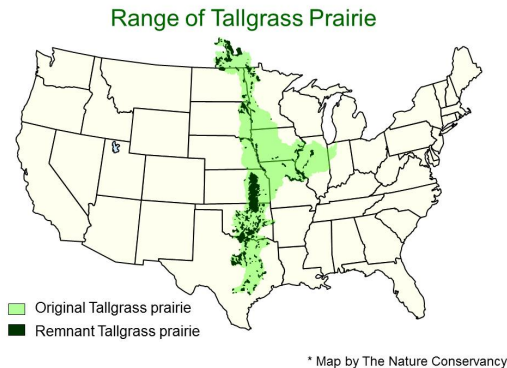 Range of Tallgrass Prairie
Original Tallgrass prairie
Remnant Tallgrass prairie
* Map by The Nature Conservancy